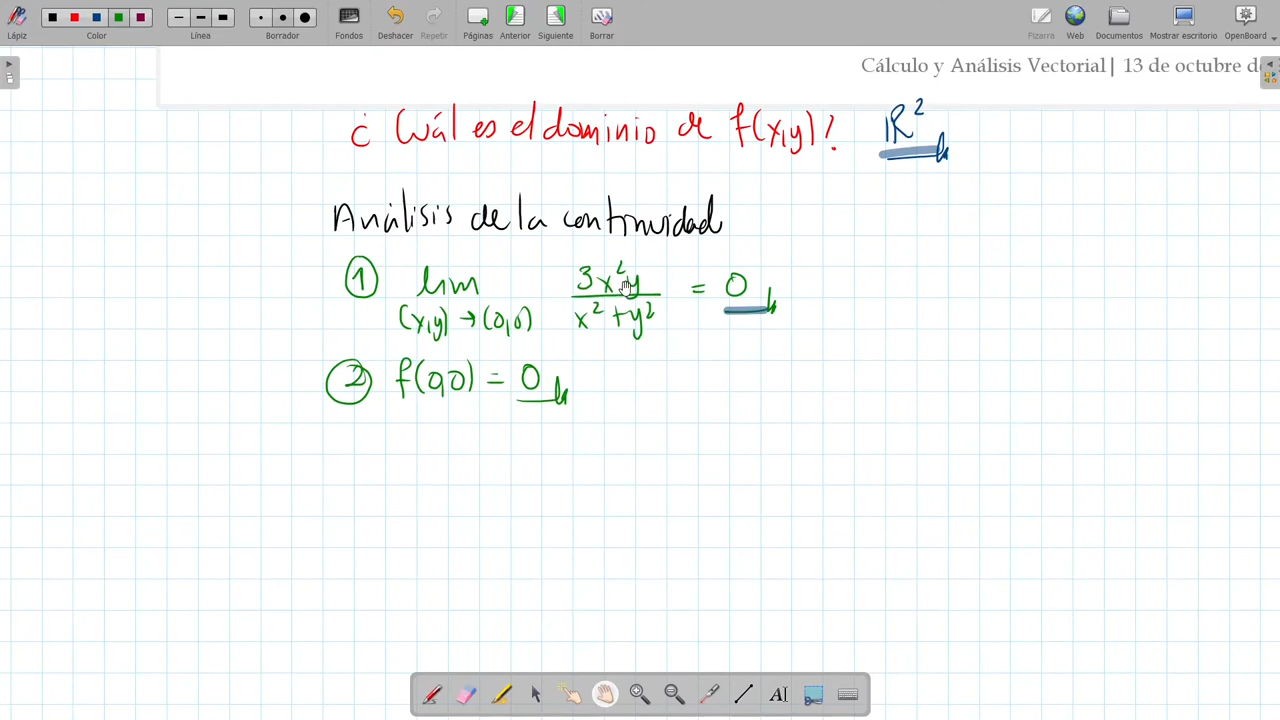 Lápiz Color Línea Borrador Fondos Deshacer Repetir Páginas Anterior Siguiente Borrar Pizarra Web Documentos Mostrar escritorio OpenBoard
Cálculo y Análisis Vectorial| 13 de octubre de
¿ Cuál es el dominio de f(x,y)? ℝ²
Análisis de la continuidad
① lim (x,y)→(0,0) 3x²y / x²+y² = 0
② f(0,0) = 0